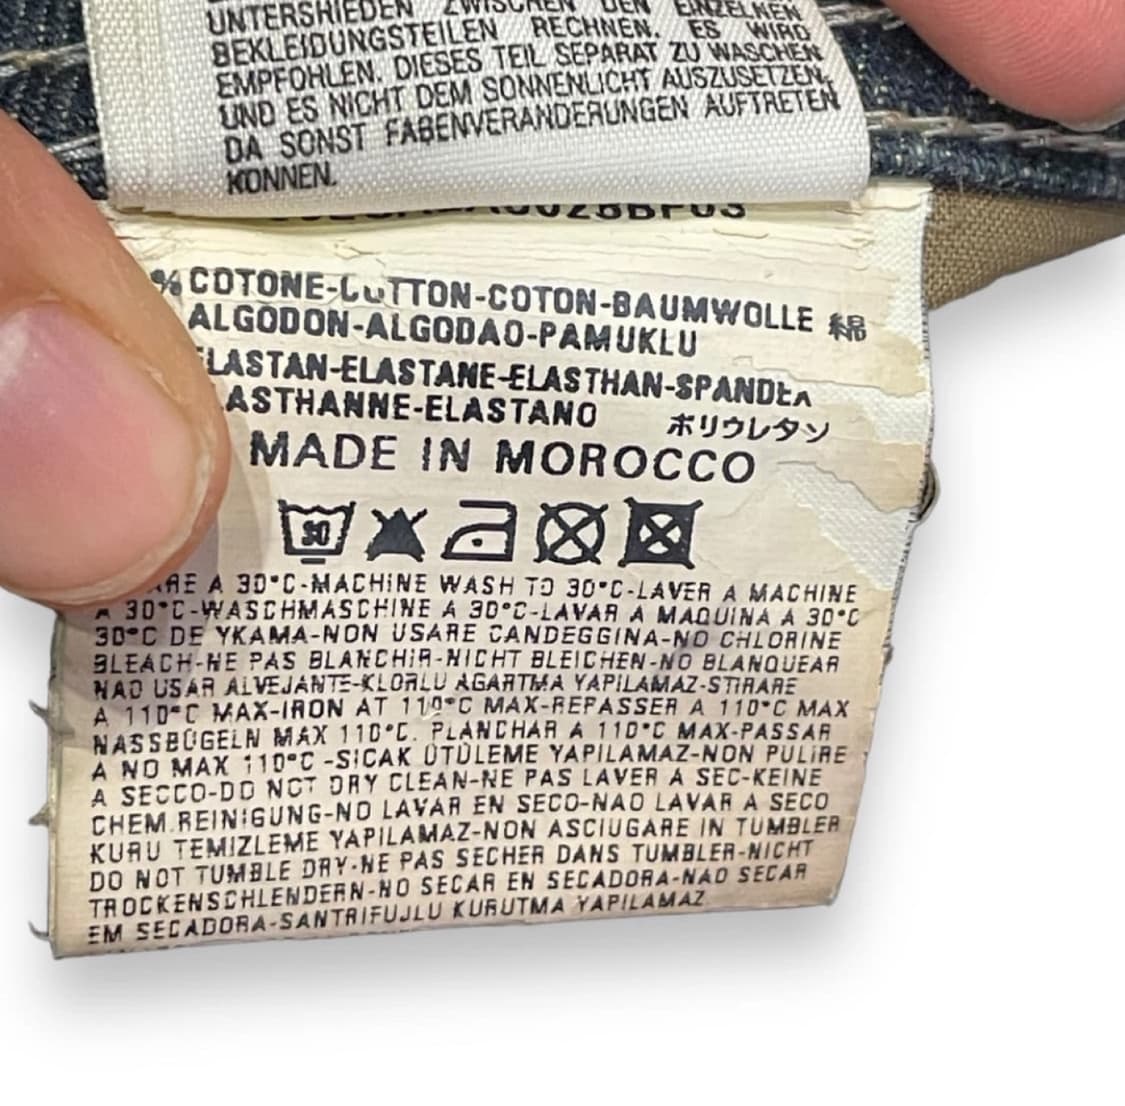 UNTERSHIEDEN ZWISCHEN DEN EINZELNEN
BEKLEIDUNGSTEILEN RECHNEN. ES WIRD
EMPFOHLEN, DIESES TEIL SEPARAT ZU WASCHEN
UND ES NICHT DEM SONNENLICHT AUSZUSETZEN,
DA SONST FABENVERANDERUNGEN AUFTRETEN
KONNEN.
% COTONE-COTTON-COTON-BAUMWOLLE 綿
ALGODON-ALGODAO-PAMUKLU
LASTAN-ELASTANE-ELASTHAN-SPANDEX
ASTHANNE-ELASTANO ポリウレタン
MADE IN MOROCCO
30
ARE A 30°C-MACHINE WASH TO 30°C-LAVER A MACHINE
A 30°C-WASCHMASCHINE A 30°C-LAVAR A MAQUINA A 30°C
30°C DE YKAMA-NON USARE CANDEGGINA-NO CHLORINE
BLEACH-NE PAS BLANCHIR-NICHT BLEICHEN-NO BLANQUEAR
NAO USAR ALVEJANTE-KLORLU AGARTMA YAPILAMAZ-STIRARE
A 110°C MAX-IRON AT 110°C MAX-REPASSER A 110°C MAX
NASSBÜGELN MAX 110°C. PLANCHAR A 110°C MAX-PASSAR
A NO MAX 110°C -SICAK ÜTÜLEME YAPILAMAZ-NON PULIRE
A SECCO-DO NOT DRY CLEAN-NE PAS LAVER A SEC-KEINE
CHEM.REINIGUNG-NO LAVAR EN SECO-NAO LAVAR A SECO
KURU TEMIZLEME YAPILAMAZ-NON ASCIUGARE IN TUMBLER
DO NOT TUMBLE DRY-NE PAS SECHER DANS TUMBLER-NICHT
TROCKENSCHLENDERN-NO SECAR EN SECADORA-NAO SECAR
EM SECADORA-SANTRIFUJLU KURUTMA YAPILAMAZ